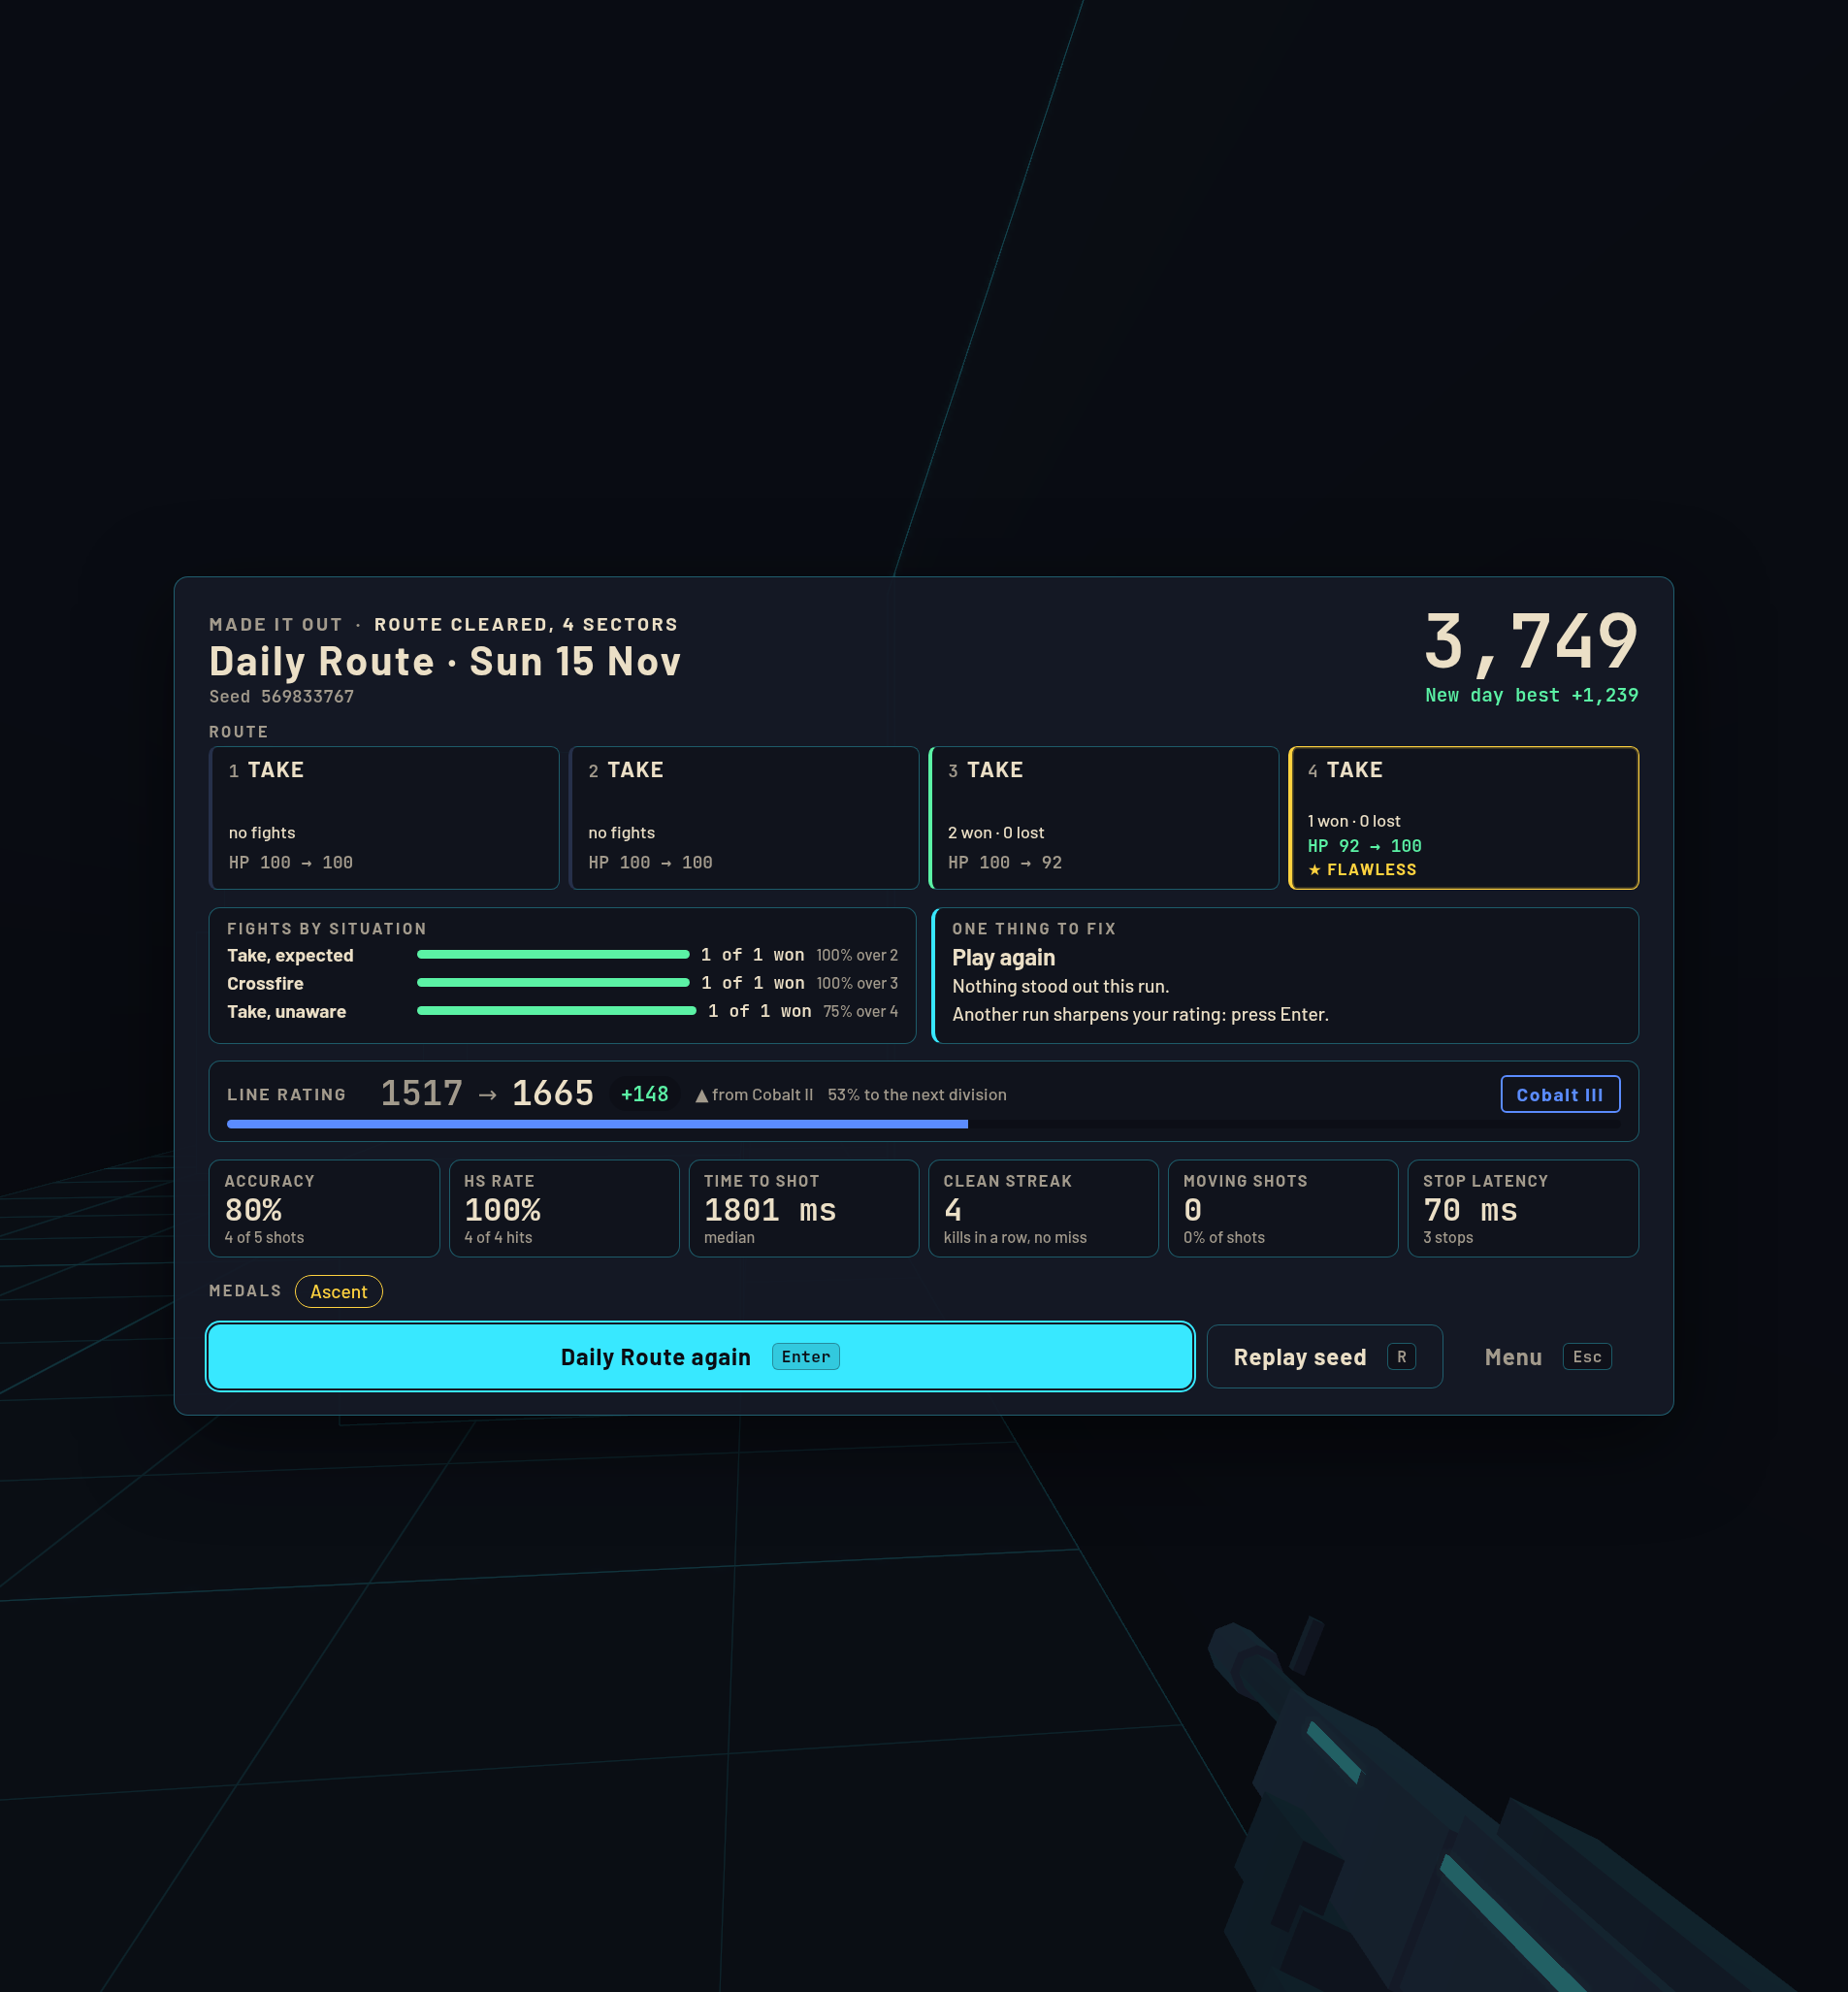 MADE IT OUT · ROUTE CLEARED, 4 SECTORS
Daily Route · Sun 15 Nov
Seed 569833767
3,749
New day best +1,239
ROUTE
1 TAKE
no fights
HP 100 → 100
2 TAKE
no fights
HP 100 → 100
3 TAKE
2 won · 0 lost
HP 100 → 92
4 TAKE
1 won · 0 lost
HP 92 → 100
★ FLAWLESS
FIGHTS BY SITUATION
Take, expected 1 of 1 won 100% over 2
Crossfire 1 of 1 won 100% over 3
Take, unaware 1 of 1 won 75% over 4
ONE THING TO FIX
Play again
Nothing stood out this run.
Another run sharpens your rating: press Enter.
LINE RATING 1517 → 1665 +148 ▲ from Cobalt II 53% to the next division Cobalt III
ACCURACY
80%
4 of 5 shots
HS RATE
100%
4 of 4 hits
TIME TO SHOT
1801 ms
median
CLEAN STREAK
4
kills in a row, no miss
MOVING SHOTS
0
0% of shots
STOP LATENCY
70 ms
3 stops
MEDALS Ascent
Daily Route again Enter
Replay seed R
Menu Esc